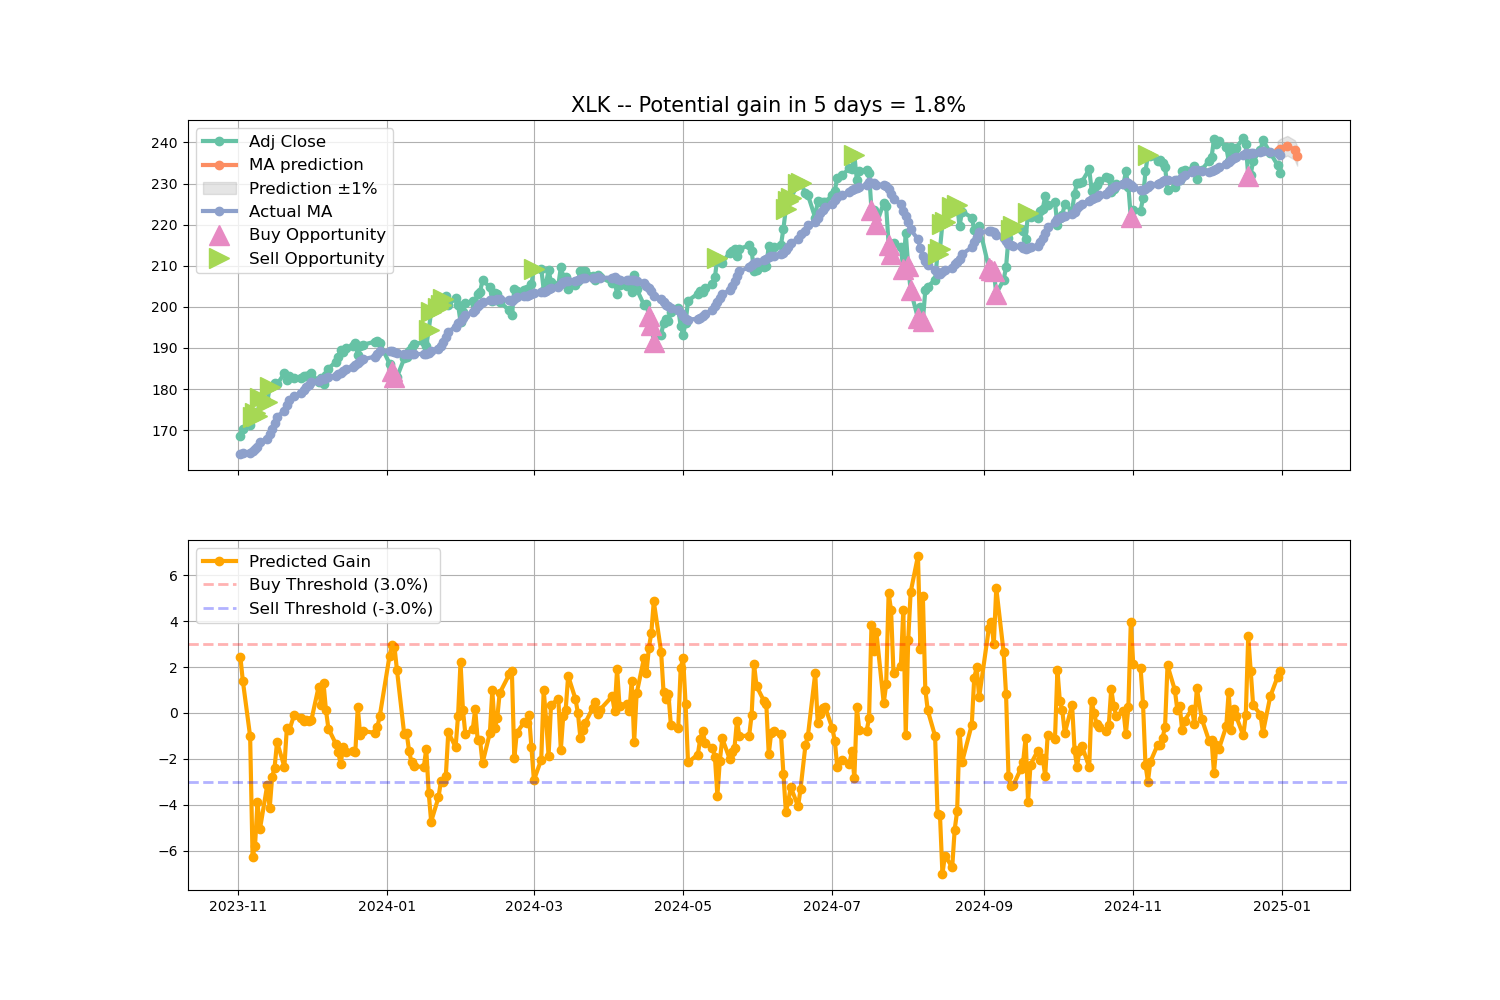 XLK -- Potential gain in 5 days = 1.8%
240
230
220
210
200
190
180
170
Adj Close
MA prediction
Prediction ±1%
Actual MA
Buy Opportunity
Sell Opportunity
6
4
2
0
−2
−4
−6
Predicted Gain
Buy Threshold (3.0%)
Sell Threshold (-3.0%)
2023-11 2024-01 2024-03 2024-05 2024-07 2024-09 2024-11 2025-01